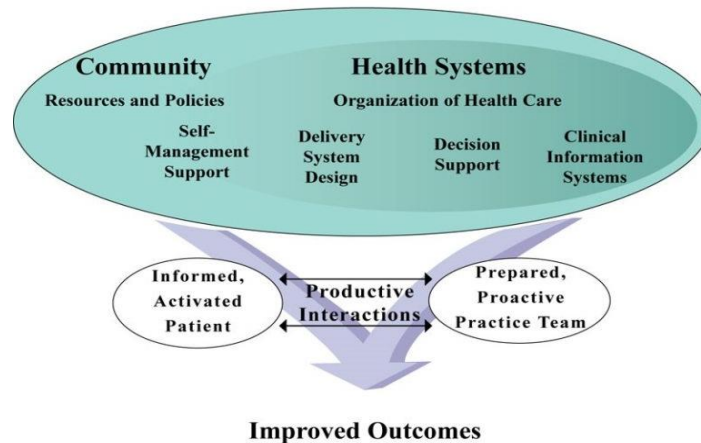 Community
Health Systems
Resources and Policies
Organization of Health Care
Self-
Management
Support
Delivery
System
Design
Decision
Support
Clinical
Information
Systems
Informed,
Activated
Patient
Productive
Interactions
Prepared,
Proactive
Practice Team
Improved Outcomes